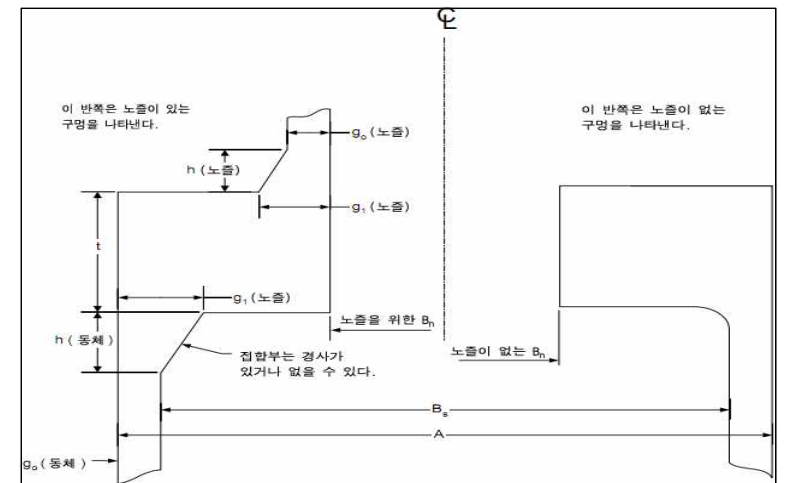 ℄
이 반쪽은 노즐이 있는
구멍을 나타낸다.
이 반쪽은 노즐이 없는
구멍을 나타낸다.
gₒ(노즐)
h (노즐)
g₁(노즐)
t
g₁(노즐)
노즐을 위한 Bₙ
h (동체)
접합부는 경사가
있거나 없을 수 있다.
노즐이 없는 Bₙ
Bₛ
A
gₒ(동체)